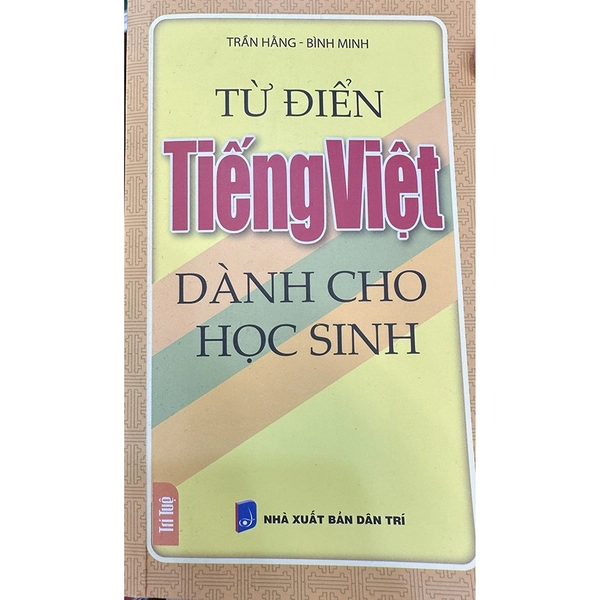 TRẦN HẰNG - BÌNH MINH
TỪ ĐIỂN
Tiếng Việt
DÀNH CHO
HỌC SINH
Trí Tuệ
NHÀ XUẤT BẢN DÂN TRÍ